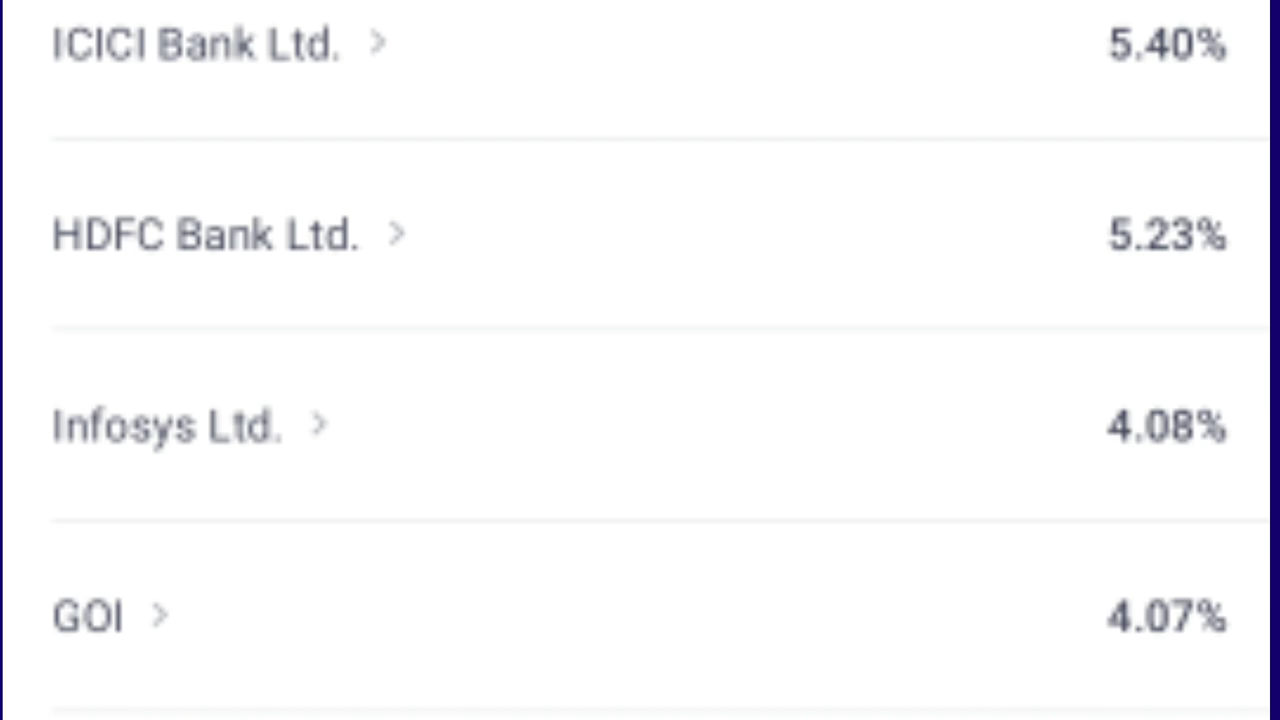 ICICI Bank Ltd. > 5.40%
HDFC Bank Ltd. > 5.23%
Infosys Ltd. > 4.08%
GOI > 4.07%